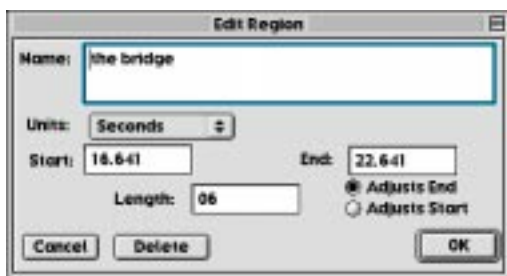 Edit Region
Name: the bridge
Units: Seconds
Start: 16.641 End: 22.641
Length: 06 Adjusts End
Adjusts Start
Cancel Delete OK